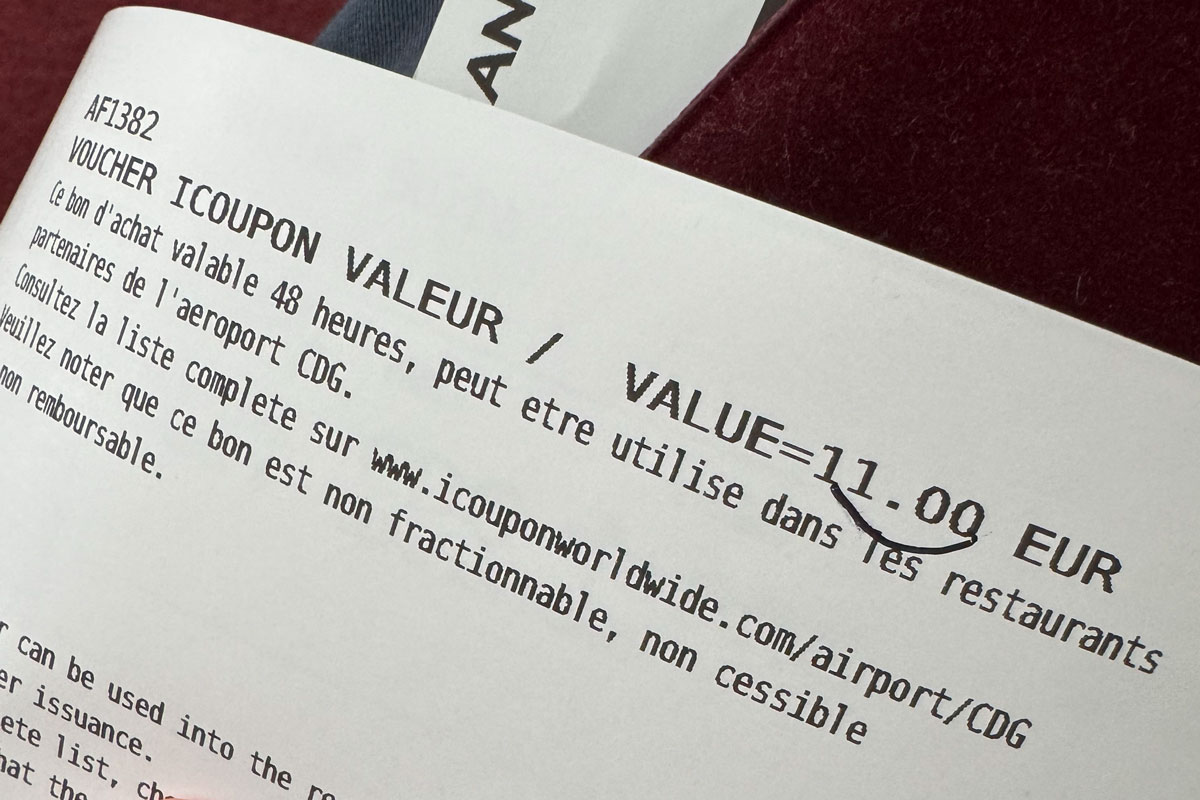 AN
AF1382
VOUCHER ICOUPON VALEUR / VALUE=11.00 EUR
Ce bon d'achat valable 48 heures, peut etre utilise dans les restaurants
partenaires de l'aeroport CDG.
Consultez la liste complete sur www.icouponworldwide.com/airport/CDG
Veuillez noter que ce bon est non fractionnable, non cessible
non remboursable.
can be used into the
issuance.
list,
the